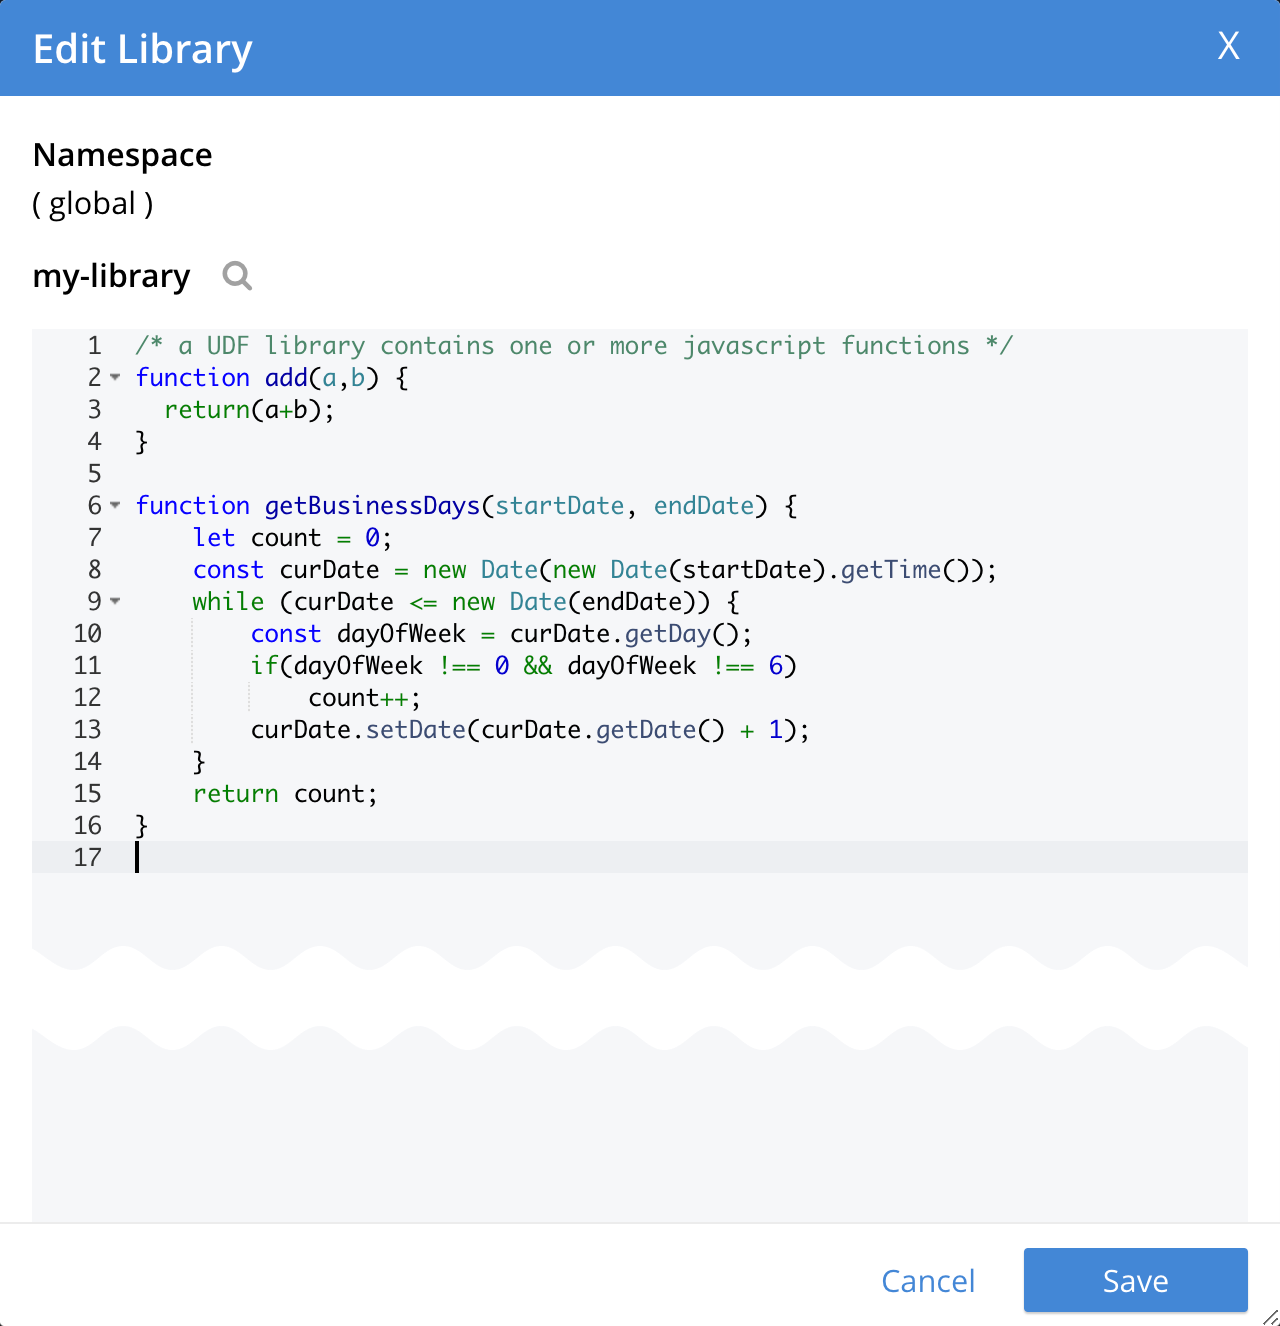 Edit Library X
Namespace
( global )
my-library
1 /* a UDF library contains one or more javascript functions */
2 function add(a,b) {
3   return(a+b);
4 }
5
6 function getBusinessDays(startDate, endDate) {
7     let count = 0;
8     const curDate = new Date(new Date(startDate).getTime());
9     while (curDate <= new Date(endDate)) {
10         const dayOfWeek = curDate.getDay();
11         if(dayOfWeek !== 0 && dayOfWeek !== 6)
12             count++;
13         curDate.setDate(curDate.getDate() + 1);
14     }
15     return count;
16 }
17
Cancel Save